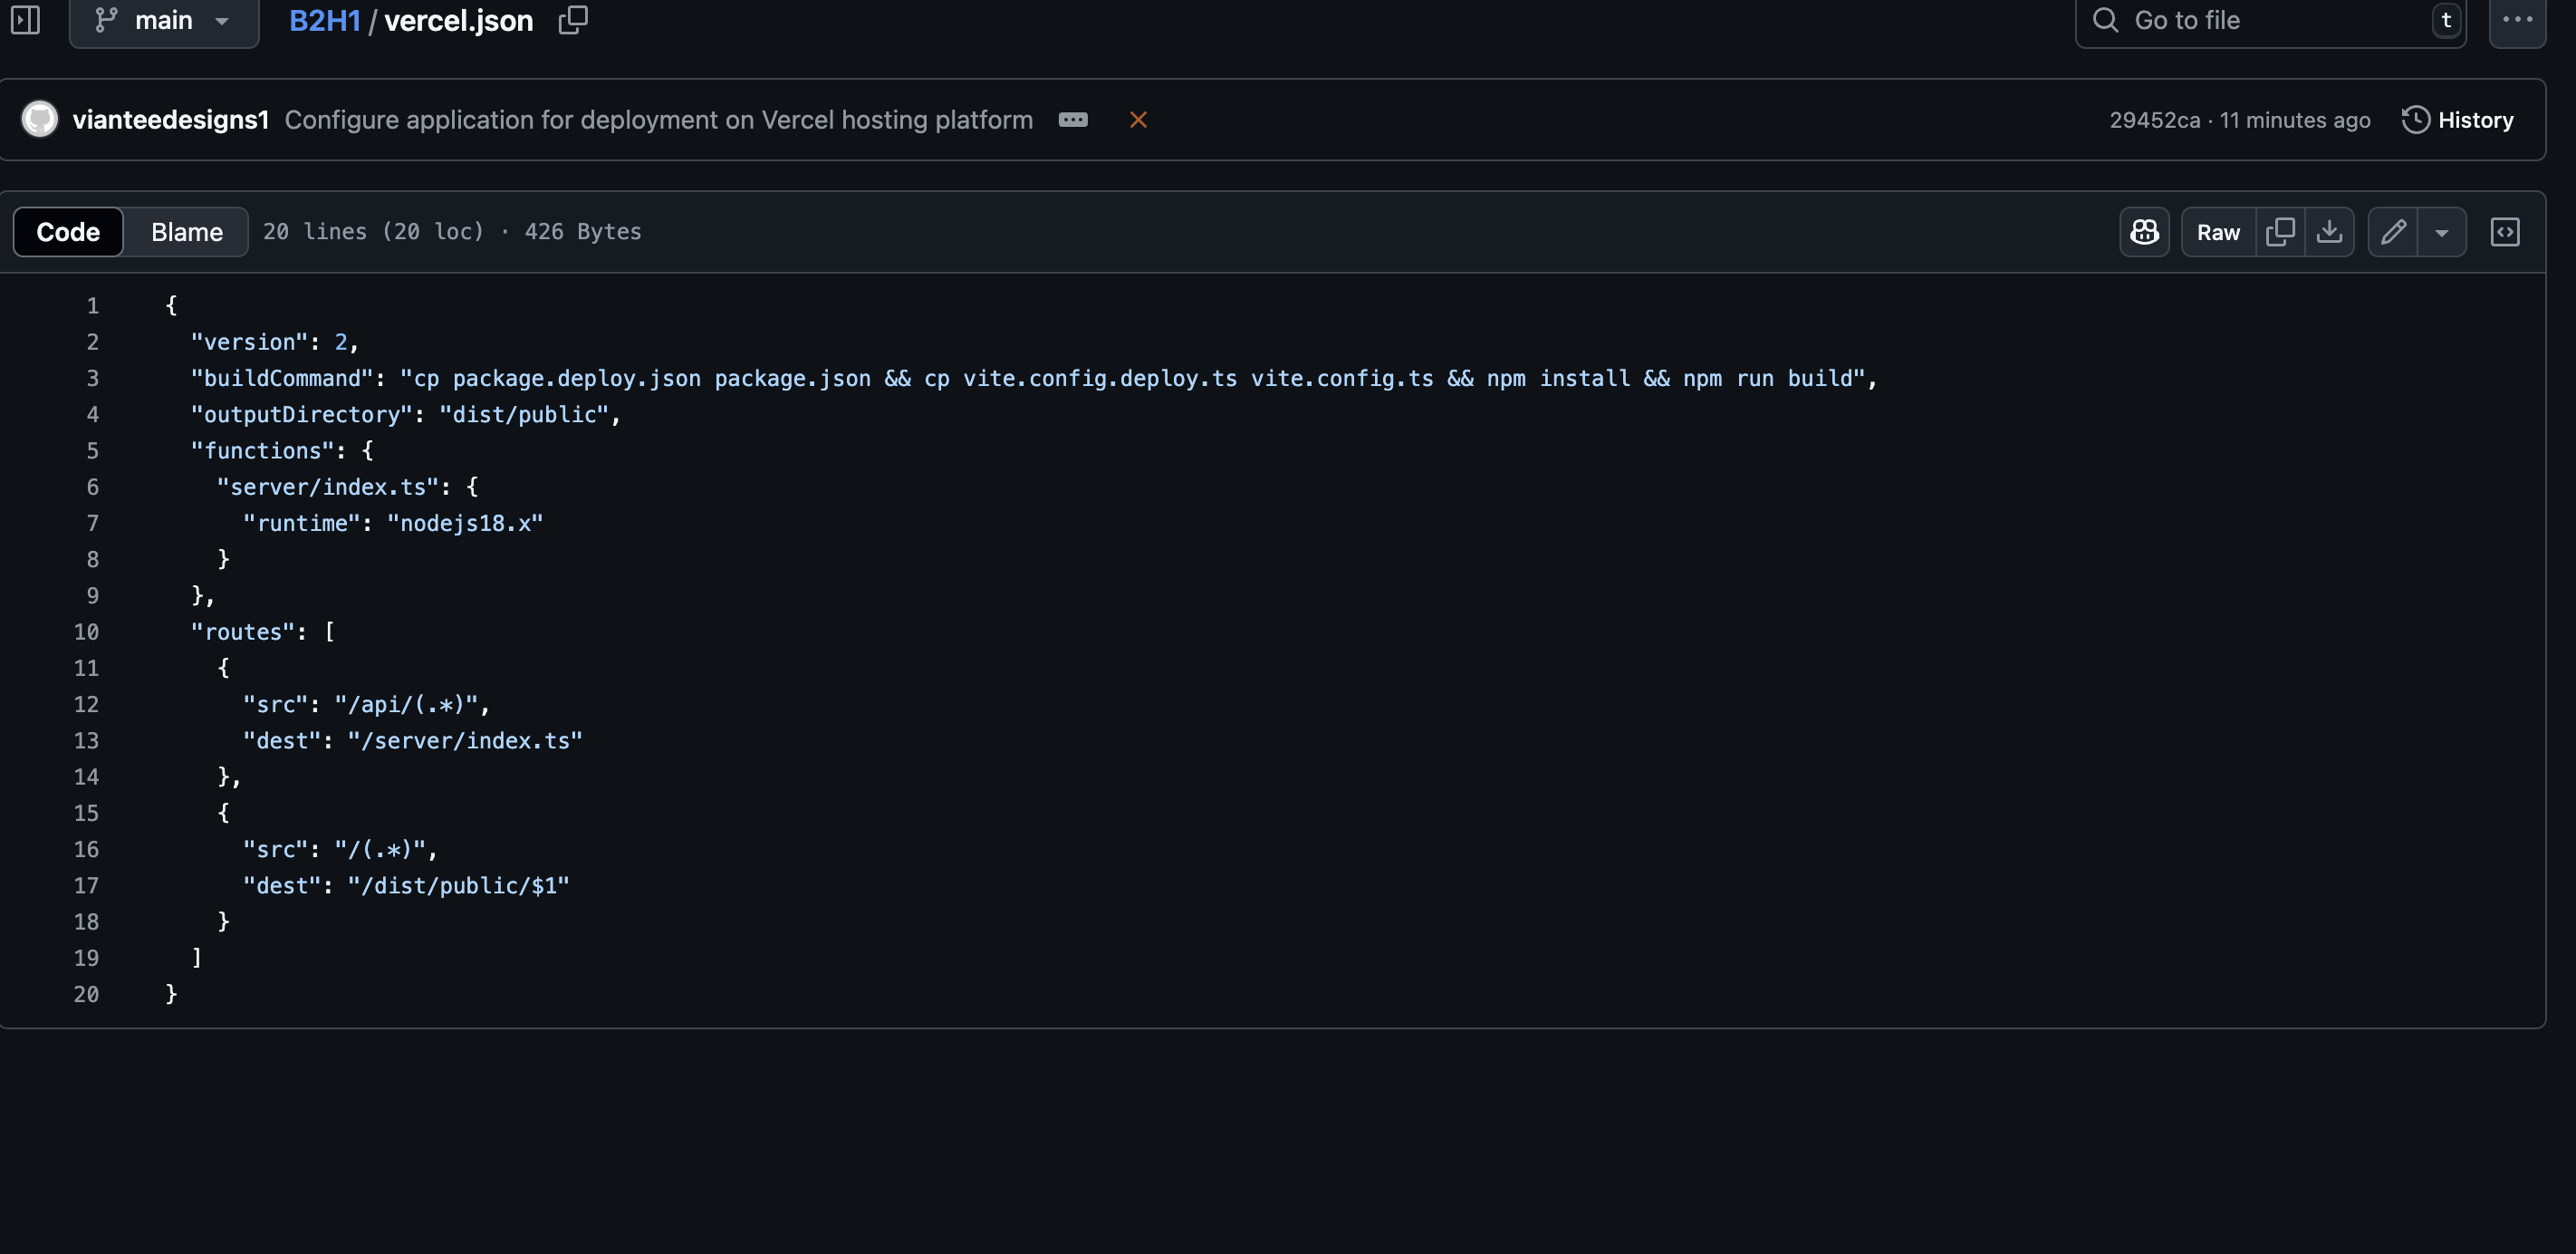 main
B2H1 / vercel.json
Go to file
t
vianteedesigns1 Configure application for deployment on Vercel hosting platform
29452ca · 11 minutes ago
History
Code
Blame
20 lines (20 loc) · 426 Bytes
Raw
1 {
2   "version": 2,
3   "buildCommand": "cp package.deploy.json package.json && cp vite.config.deploy.ts vite.config.ts && npm install && npm run build",
4   "outputDirectory": "dist/public",
5   "functions": {
6     "server/index.ts": {
7       "runtime": "nodejs18.x"
8     }
9   },
10   "routes": [
11     {
12       "src": "/api/(.*)",
13       "dest": "/server/index.ts"
14     },
15     {
16       "src": "/(.*)",
17       "dest": "/dist/public/$1"
18     }
19   ]
20 }